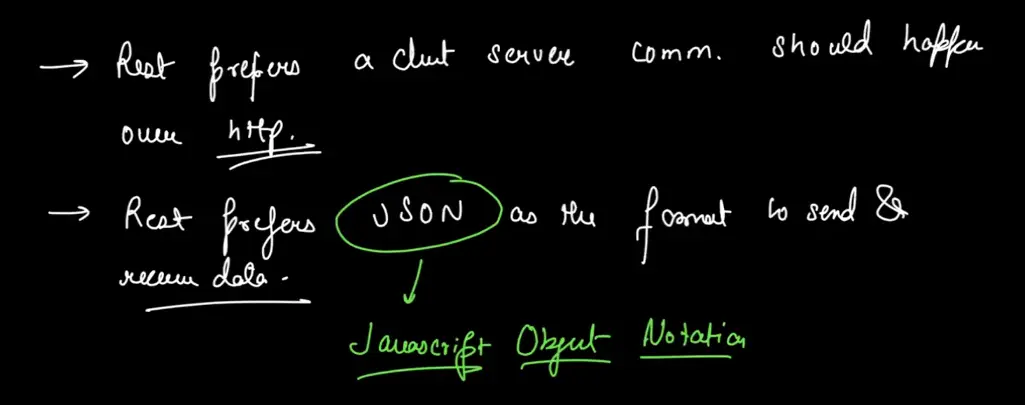 → Rest prefers a client server comm. should happen
over http.
→ Rest prefers JSON as the format to send &
receive data.
Javascript Object Notation